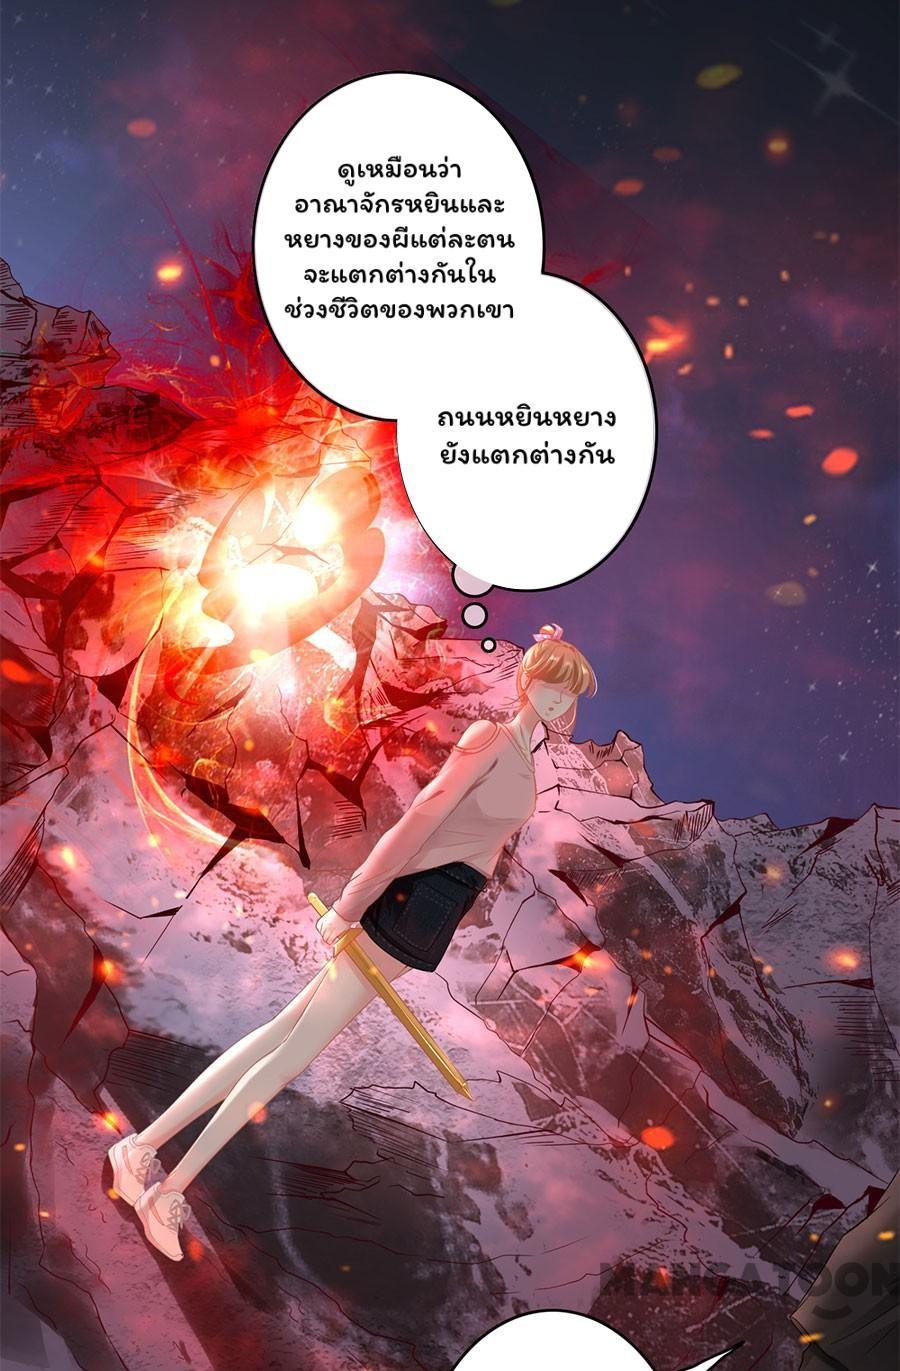 ดูเหมือนว่า
อาณาจักรหยินและ
หยางของผีแต่ละตน
จะแตกต่างกันใน
ช่วงชีวิตของพวกเขา
ถนนหยินหยาง
ยังแตกต่างกัน
MANGATOON